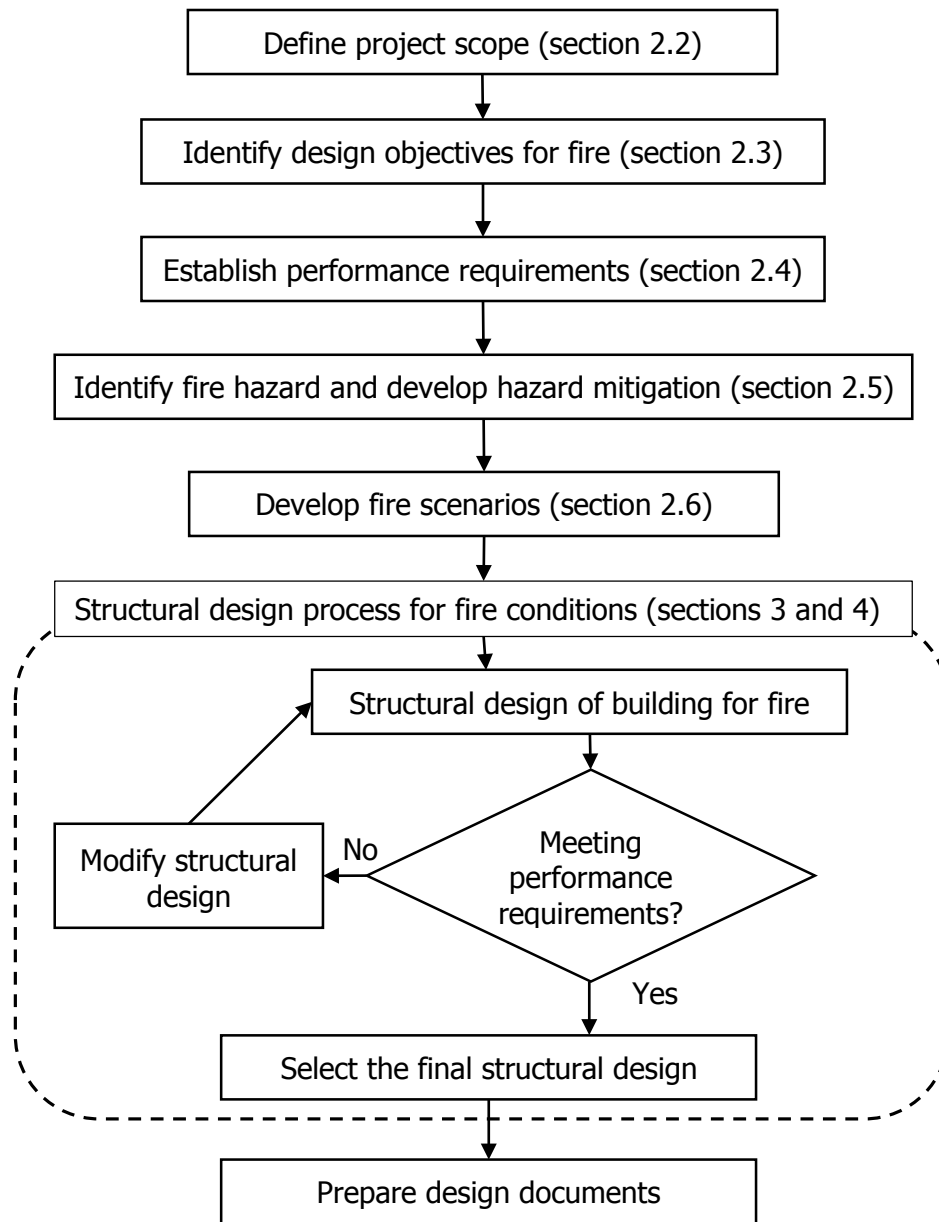 Define project scope (section 2.2)
Identify design objectives for fire (section 2.3)
Establish performance requirements (section 2.4)
Identify fire hazard and develop hazard mitigation (section 2.5)
Develop fire scenarios (section 2.6)
Structural design process for fire conditions (sections 3 and 4)
Structural design of building for fire
Modify structural
design
No
Meeting
performance
requirements?
Yes
Select the final structural design
Prepare design documents